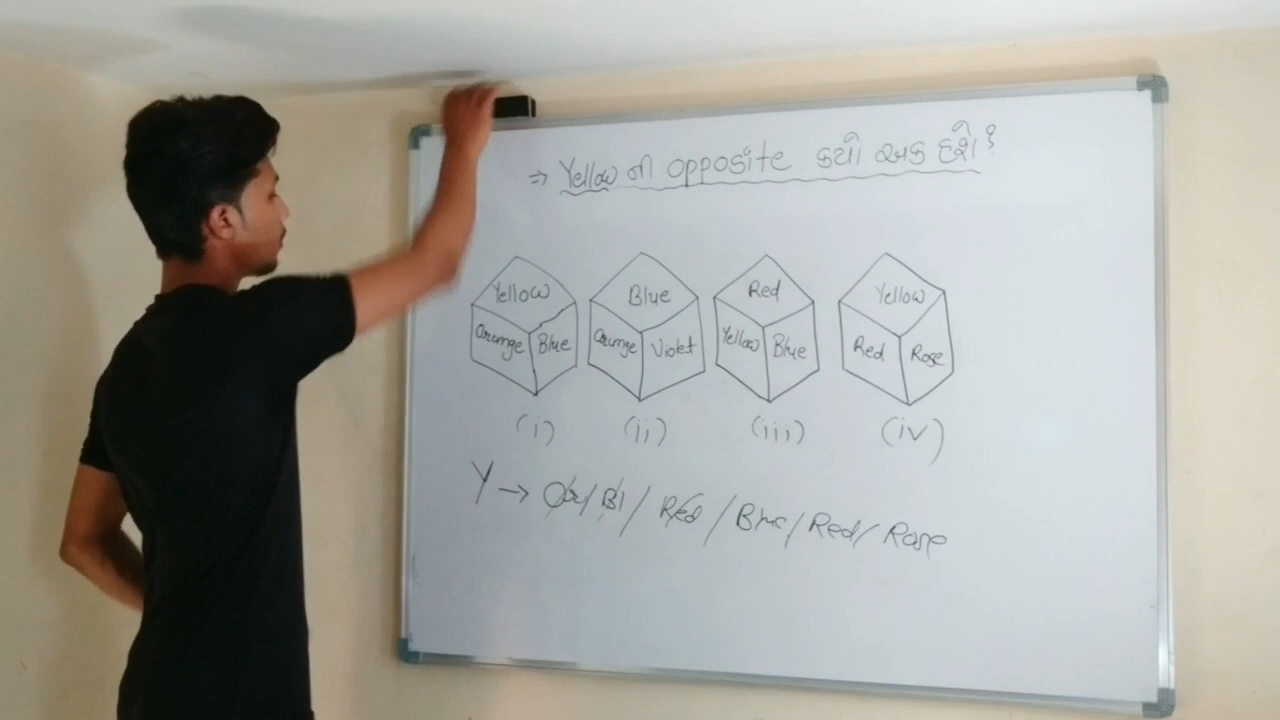 ⇒ Yellow ની opposite કયો અંક હશે?
Yellow
Orange Blue
(i)
Blue
Orange Violet
(ii)
Red
Yellow Blue
(iii)
Yellow
Red Rose
(iv)
Y → Or/Bl/Red/Blue/Red/Rose